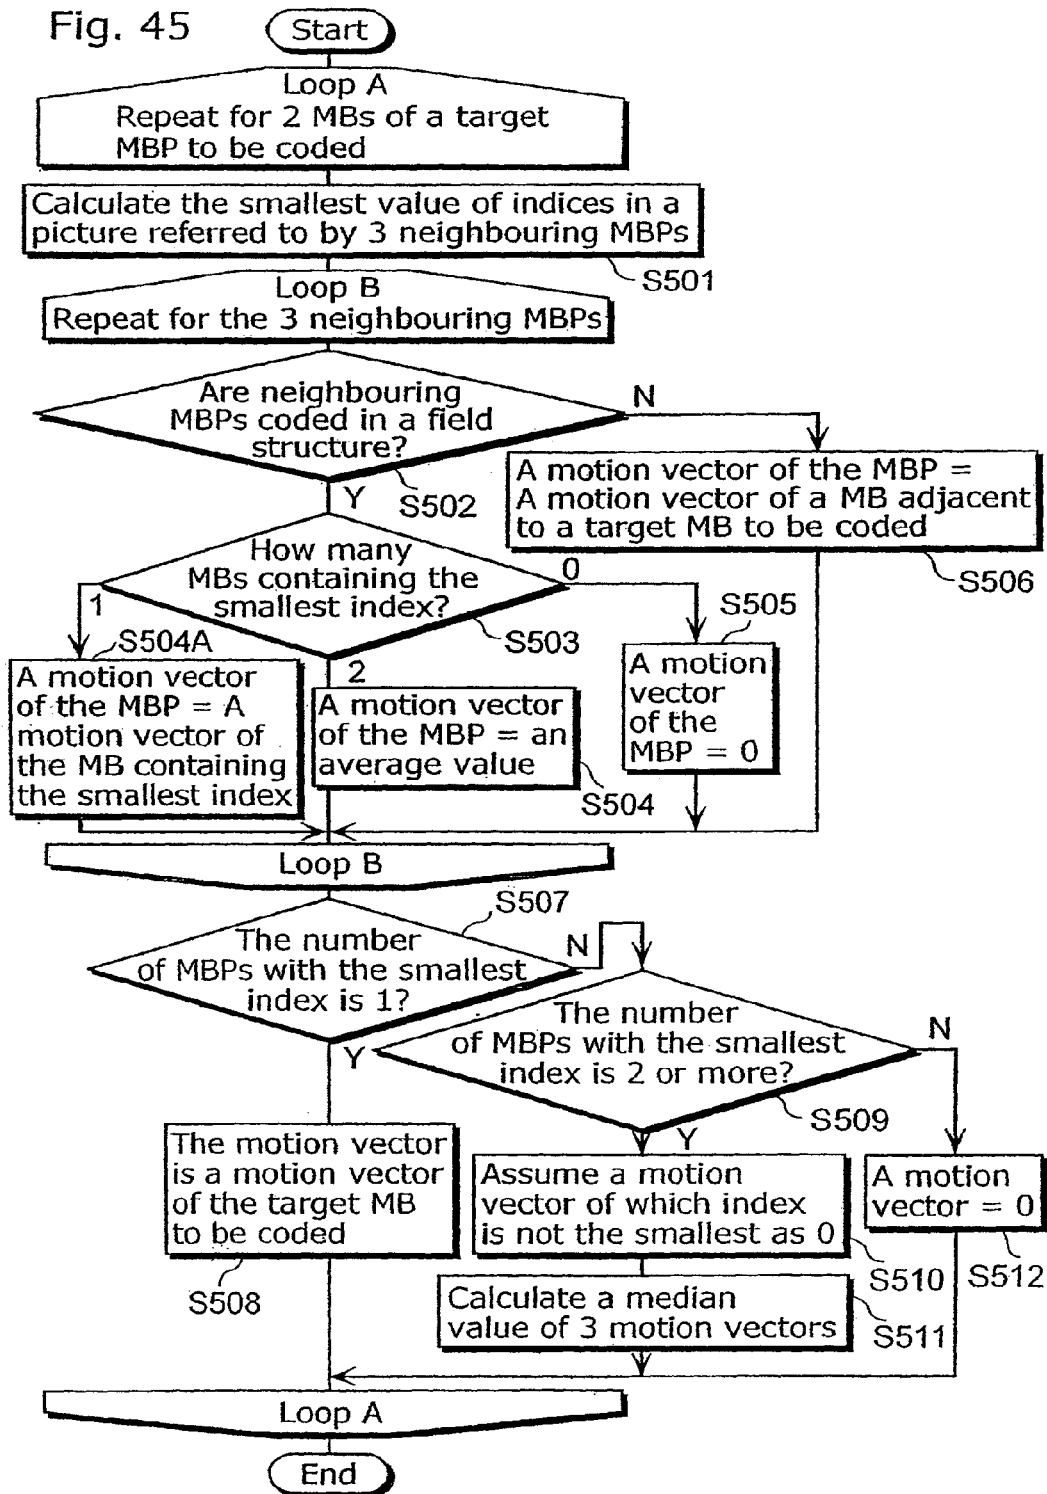 Fig. 45
Start
Loop A
Repeat for 2 MBs of a target
MBP to be coded
Calculate the smallest value of indices in a
picture referred to by 3 neighbouring MBPs
S501
Loop B
Repeat for the 3 neighbouring MBPs
Are neighbouring
MBPs coded in a field
structure?
N
Y
S502
A motion vector of the MBP =
A motion vector of a MB adjacent
to a target MB to be coded
S506
How many
MBs containing the
smallest index?
0
1
2
S503
S504A
A motion vector
of the MBP = A
motion vector of
the MB containing
the smallest index
A motion vector
of the MBP = an
average value
S504
S505
A motion
vector
of the
MBP = 0
Loop B
S507
The number
of MBPs with the smallest
index is 1?
N
Y
The number
of MBPs with the smallest
index is 2 or more?
N
Y
S509
The motion vector
is a motion vector
of the target MB
to be coded
S508
Assume a motion
vector of which index
is not the smallest as 0
S510
A motion
vector = 0
S512
Calculate a median
value of 3 motion vectors
S511
Loop A
End